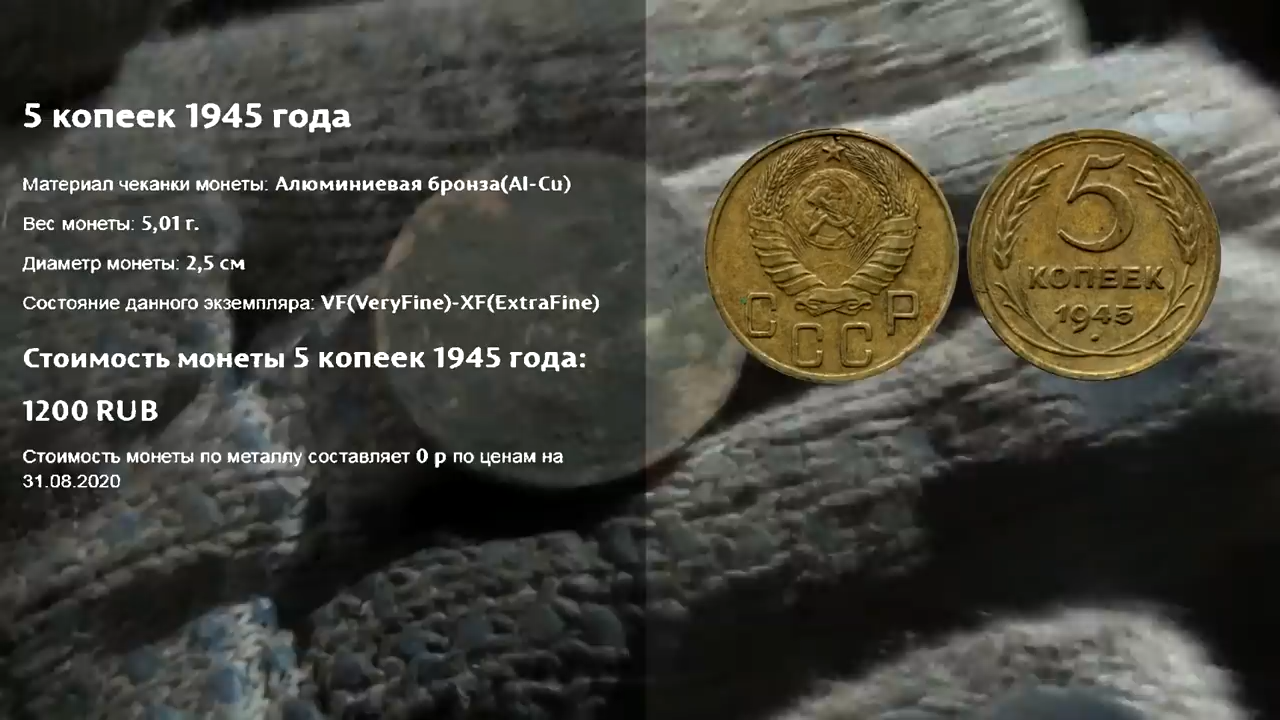 5 копеек 1945 года
Материал чеканки монеты: Алюминиевая бронза(Al-Cu)
Вес монеты: 5,01 г.
Диаметр монеты: 2,5 см
Состояние данного экземпляра: VF(VeryFine)-XF(ExtraFine)
Стоимость монеты 5 копеек 1945 года:
1200 RUB
Стоимость монеты по металлу составляет 0 р по ценам на
31.08.2020
С Р
С С
5
КОПЕЕК
1945